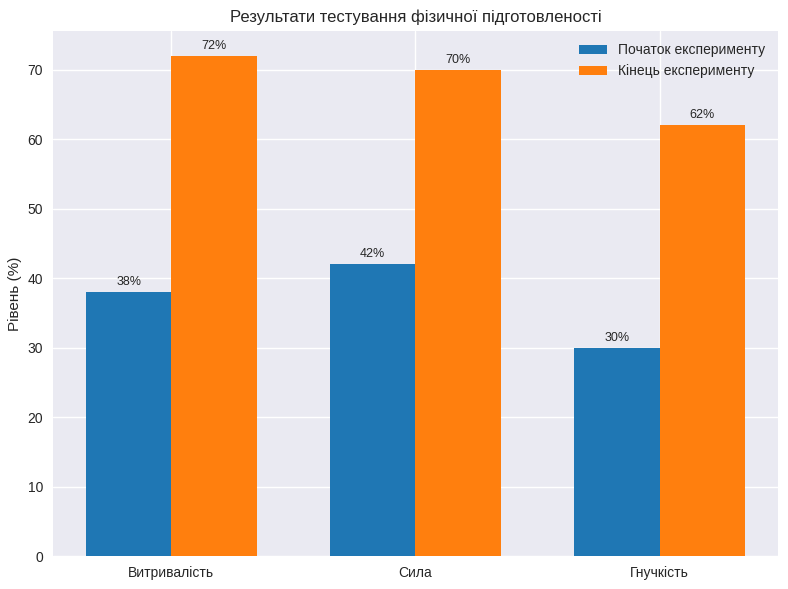 Результати тестування фізичної підготовленості
Початок експерименту
Кінець експерименту
72%
70%
62%
38%
42%
30%
Рівень (%)
70
60
50
40
30
20
10
0
Витривалість
Сила
Гнучкість